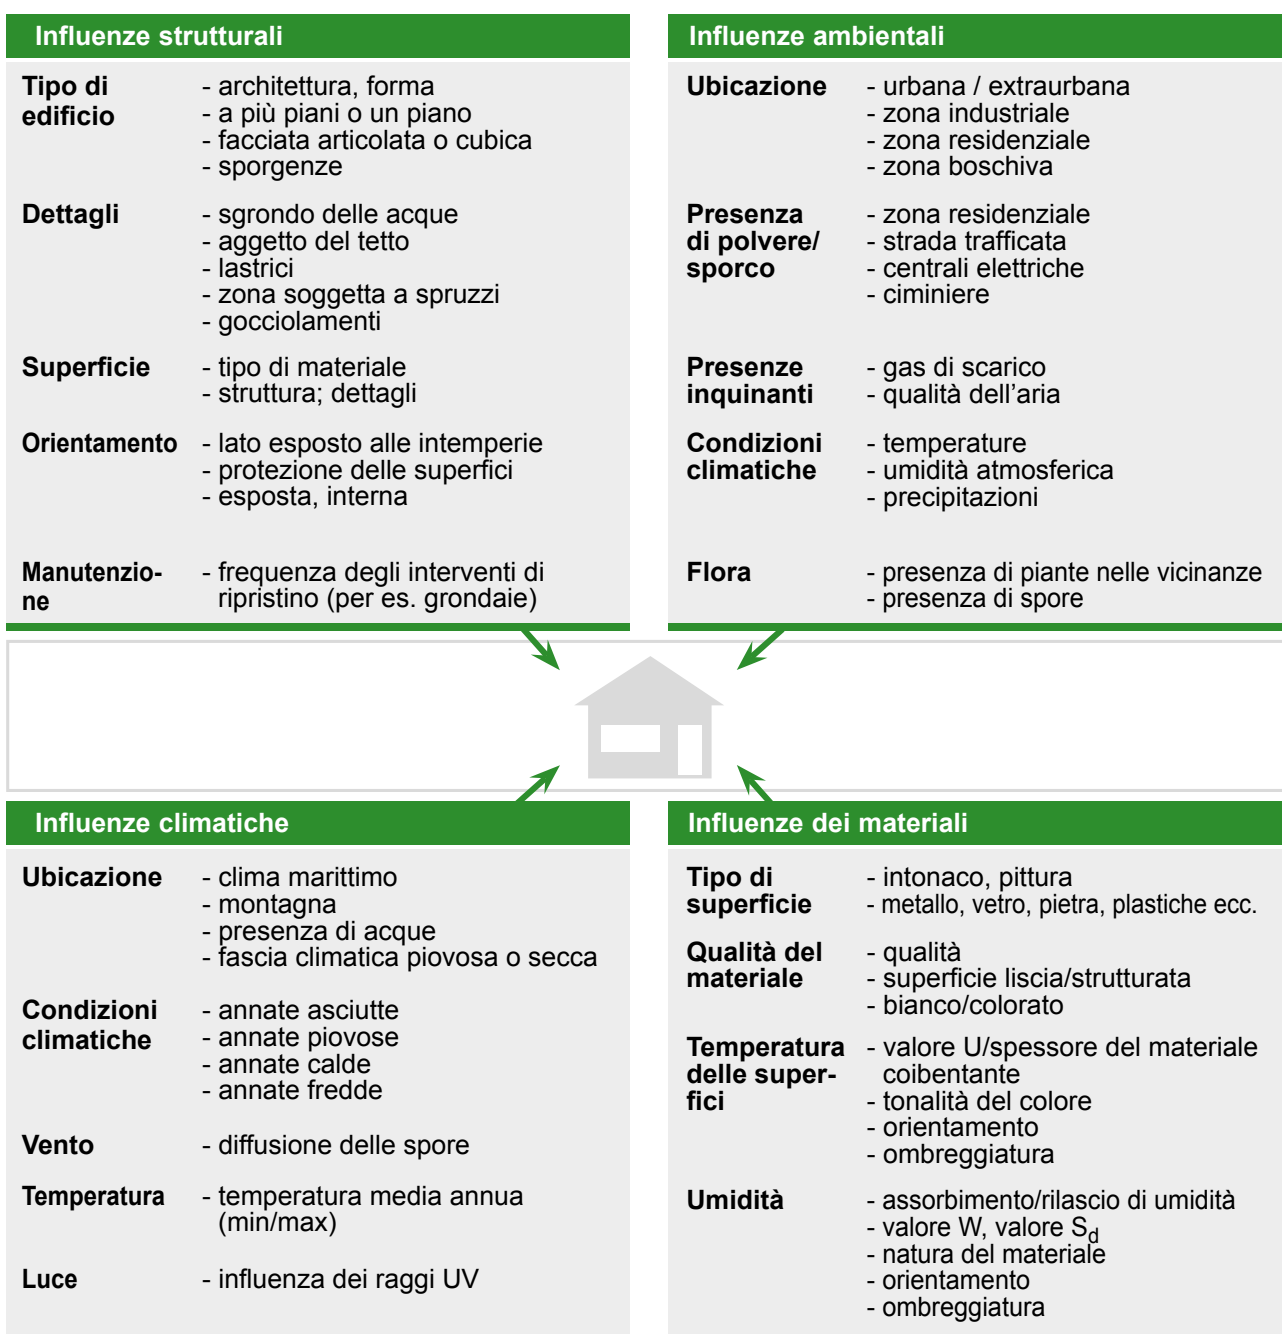 Influenze strutturali
Tipo di edificio
- architettura, forma
- a più piani o un piano
- facciata articolata o cubica
- sporgenze
Dettagli
- sgrondo delle acque
- aggetto del tetto
- lastrici
- zona soggetta a spruzzi
- gocciolamenti
Superficie
- tipo di materiale
- struttura; dettagli
Orientamento
- lato esposto alle intemperie
- protezione delle superfici
- esposta, interna
Manutenzio-
ne
- frequenza degli interventi di
ripristino (per es. grondaie)
Influenze ambientali
Ubicazione
- urbana / extraurbana
- zona industriale
- zona residenziale
- zona boschiva
Presenza
di polvere/
sporco
- zona residenziale
- strada trafficata
- centrali elettriche
- ciminiere
Presenze
inquinanti
- gas di scarico
- qualità dell’aria
Condizioni
climatiche
- temperature
- umidità atmosferica
- precipitazioni
Flora
- presenza di piante nelle vicinanze
- presenza di spore
Influenze climatiche
Ubicazione
- clima marittimo
- montagna
- presenza di acque
- fascia climatica piovosa o secca
Condizioni
climatiche
- annate asciutte
- annate piovose
- annate calde
- annate fredde
Vento
- diffusione delle spore
Temperatura
- temperatura media annua
(min/max)
Luce
- influenza dei raggi UV
Influenze dei materiali
Tipo di
superficie
- intonaco, pittura
- metallo, vetro, pietra, plastiche ecc.
Qualità del
materiale
- qualità
- superficie liscia/strutturata
- bianco/colorato
Temperatura
delle super-
fici
- valore U/spessore del materiale
coibentante
- tonalità del colore
- orientamento
- ombreggiatura
Umidità
- assorbimento/rilascio di umidità
- valore W, valore Sd
- natura del materiale
- orientamento
- ombreggiatura